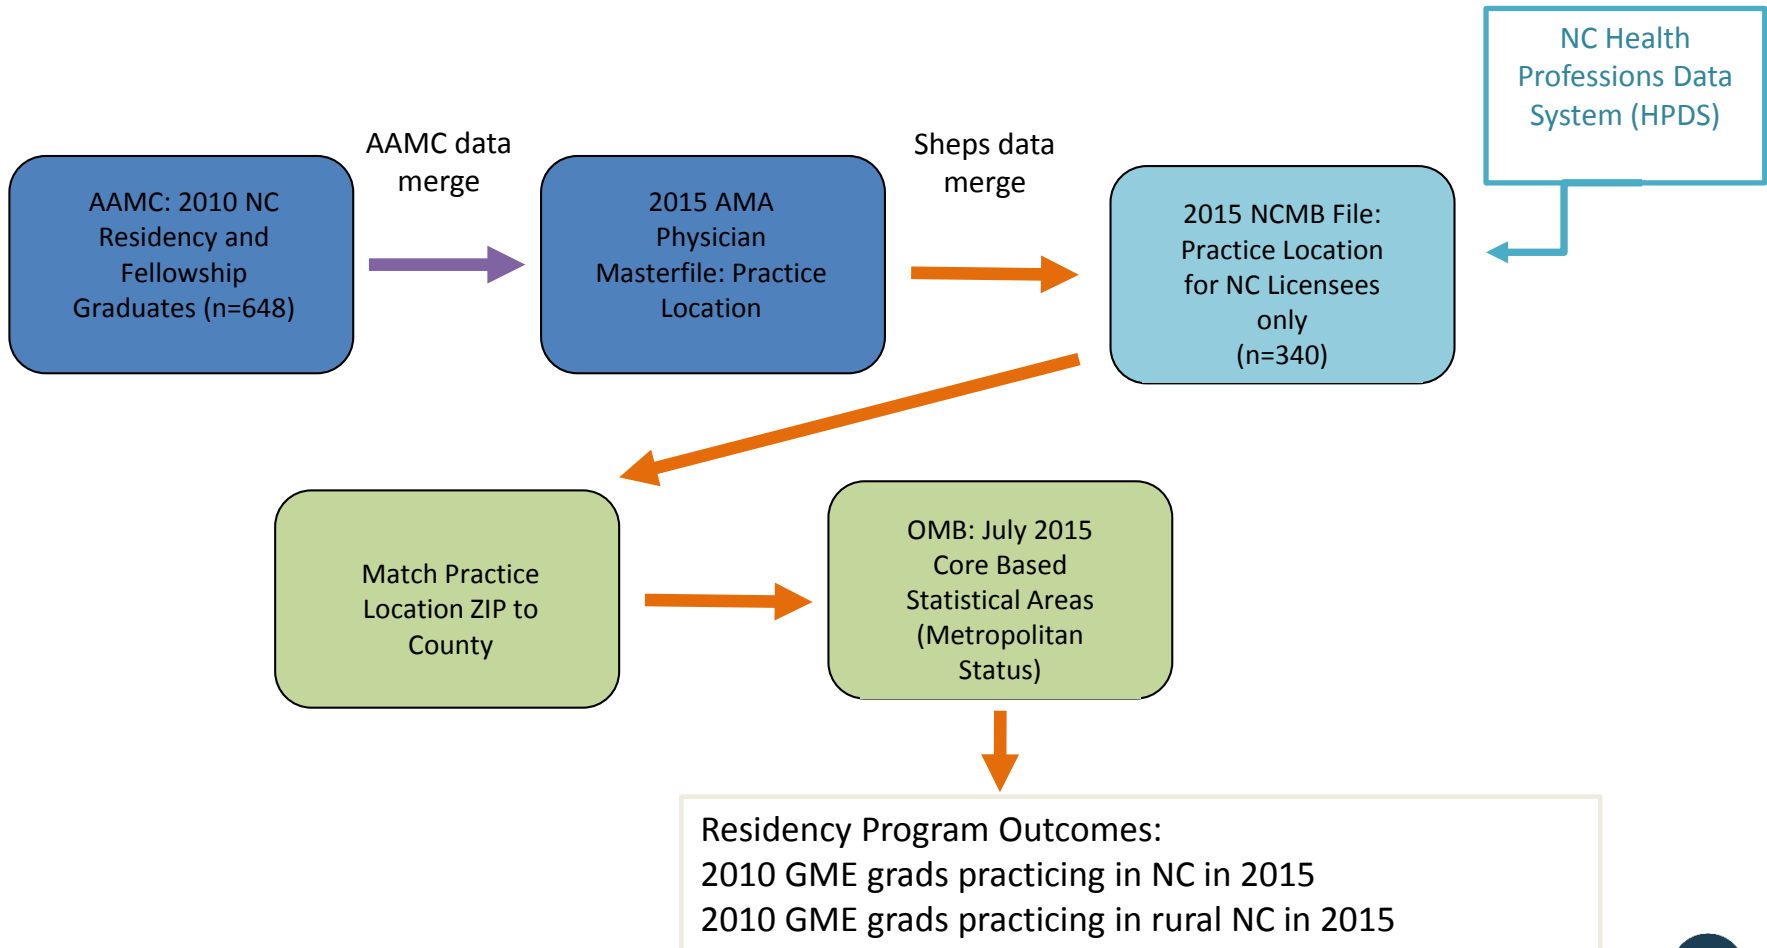 NC Health
Professions Data
System (HPDS)
AAMC data
merge
Sheps data
merge
AAMC: 2010 NC
Residency and
Fellowship
Graduates (n=648)
2015 AMA
Physician
Masterfile: Practice
Location
2015 NCMB File:
Practice Location
for NC Licensees
only
(n=340)
Match Practice
Location ZIP to
County
OMB: July 2015
Core Based
Statistical Areas
(Metropolitan
Status)
Residency Program Outcomes:
2010 GME grads practicing in NC in 2015
2010 GME grads practicing in rural NC in 2015